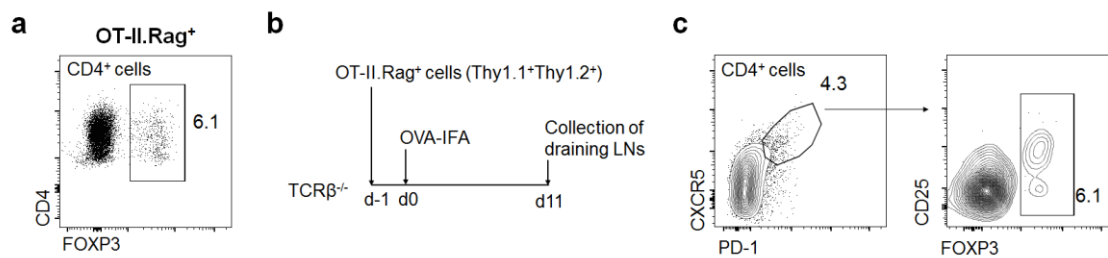 a
OT-II.Rag⁺
CD4⁺ cells
6.1
CD4
FOXP3
b
OT-II.Rag⁺ cells (Thy1.1⁺Thy1.2⁺)
OVA-IFA
Collection of
draining LNs
TCRβ⁻/⁻
d-1 d0 d11
c
CD4⁺ cells
4.3
CXCR5
PD-1
CD25
6.1
FOXP3